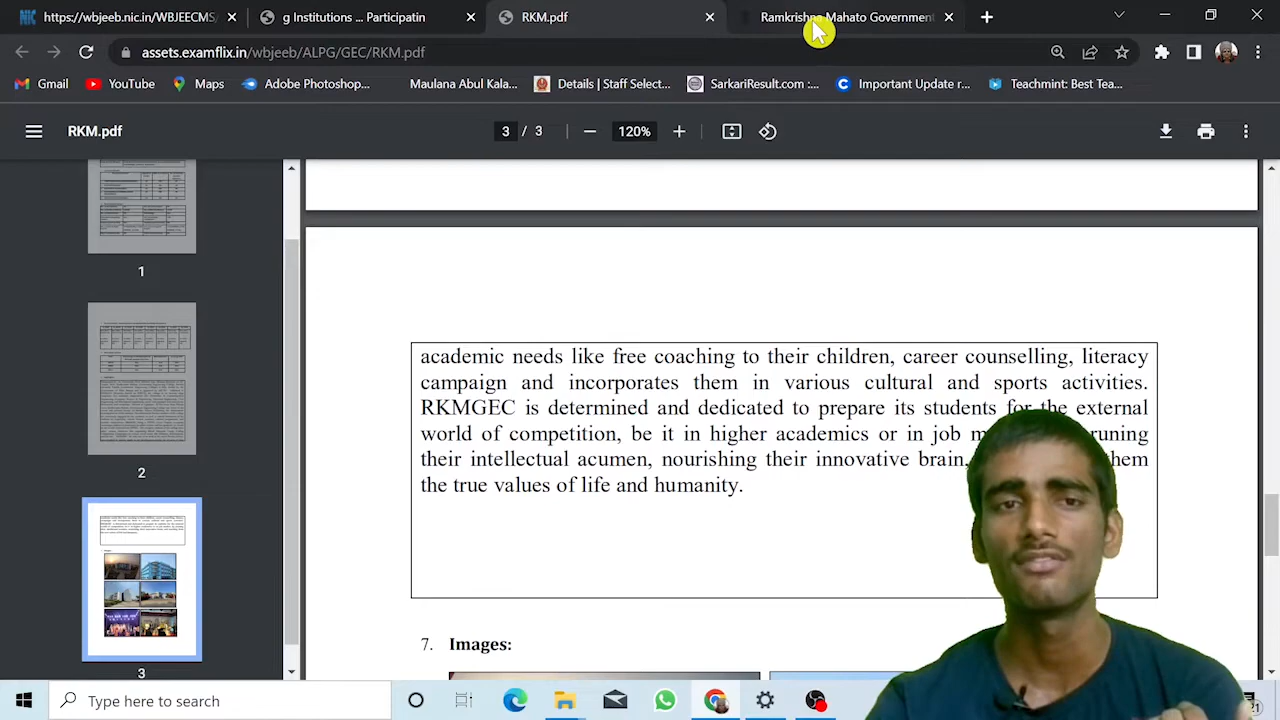 https://wbjeec.nic.in/WBJEECMS/
g Institutions ... Participatin
RKM.pdf
Ramkrishna Mahato Government
assets.examflix.in/wbjeeb/ALPG/GEC/RKM.pdf
Gmail
YouTube
Maps
Adobe Photoshop...
Maulana Abul Kala...
Details | Staff Select...
SarkariResult.com :...
Important Update r...
Teachmint: Best Tea...
RKM.pdf
3 / 3
120%
1
2
3
academic needs like free coaching to their children, career counselling, literacy
campaign and incorporates them in various cultural and sports activities.
RKMGEC is determined and dedicated to prepare its students for the external
world of competition, be it in higher academics or in job m runing
their intellectual acumen, nourishing their innovative brain, hem
the true values of life and humanity.
7. Images:
Type here to search